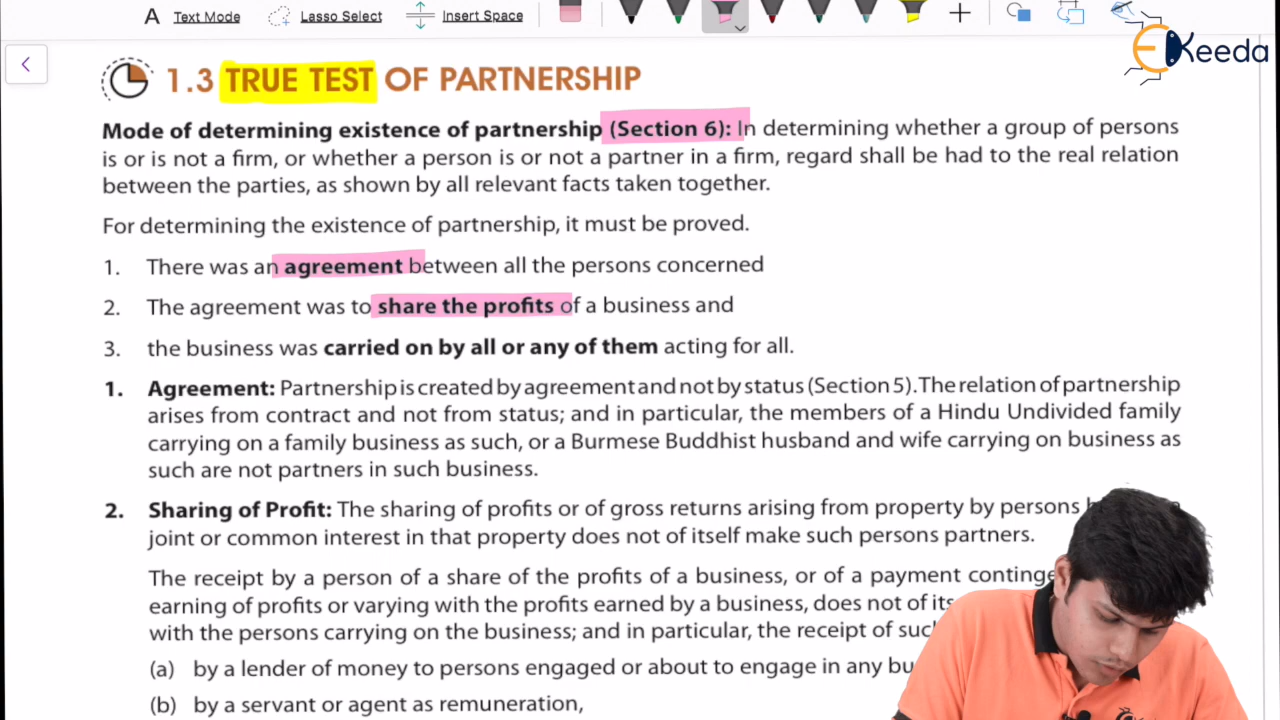 A Text Mode Lasso Select Insert Space
Keeda
1.3 TRUE TEST OF PARTNERSHIP
Mode of determining existence of partnership (Section 6): In determining whether a group of persons
is or is not a firm, or whether a person is or not a partner in a firm, regard shall be had to the real relation
between the parties, as shown by all relevant facts taken together.
For determining the existence of partnership, it must be proved.
1. There was an agreement between all the persons concerned
2. The agreement was to share the profits of a business and
3. the business was carried on by all or any of them acting for all.
1. Agreement: Partnership is created by agreement and not by status (Section 5). The relation of partnership
arises from contract and not from status; and in particular, the members of a Hindu Undivided family
carrying on a family business as such, or a Burmese Buddhist husband and wife carrying on business as
such are not partners in such business.
2. Sharing of Profit: The sharing of profits or of gross returns arising from property by persons
joint or common interest in that property does not of itself make such persons partners.
The receipt by a person of a share of the profits of a business, or of a payment
earning of profits or varying with the profits earned by a business, does not of
with the persons carrying on the business; and in particular, the receipt of
(a) by a lender of money to persons engaged or about to engage in any
(b) by a servant or agent as remuneration,